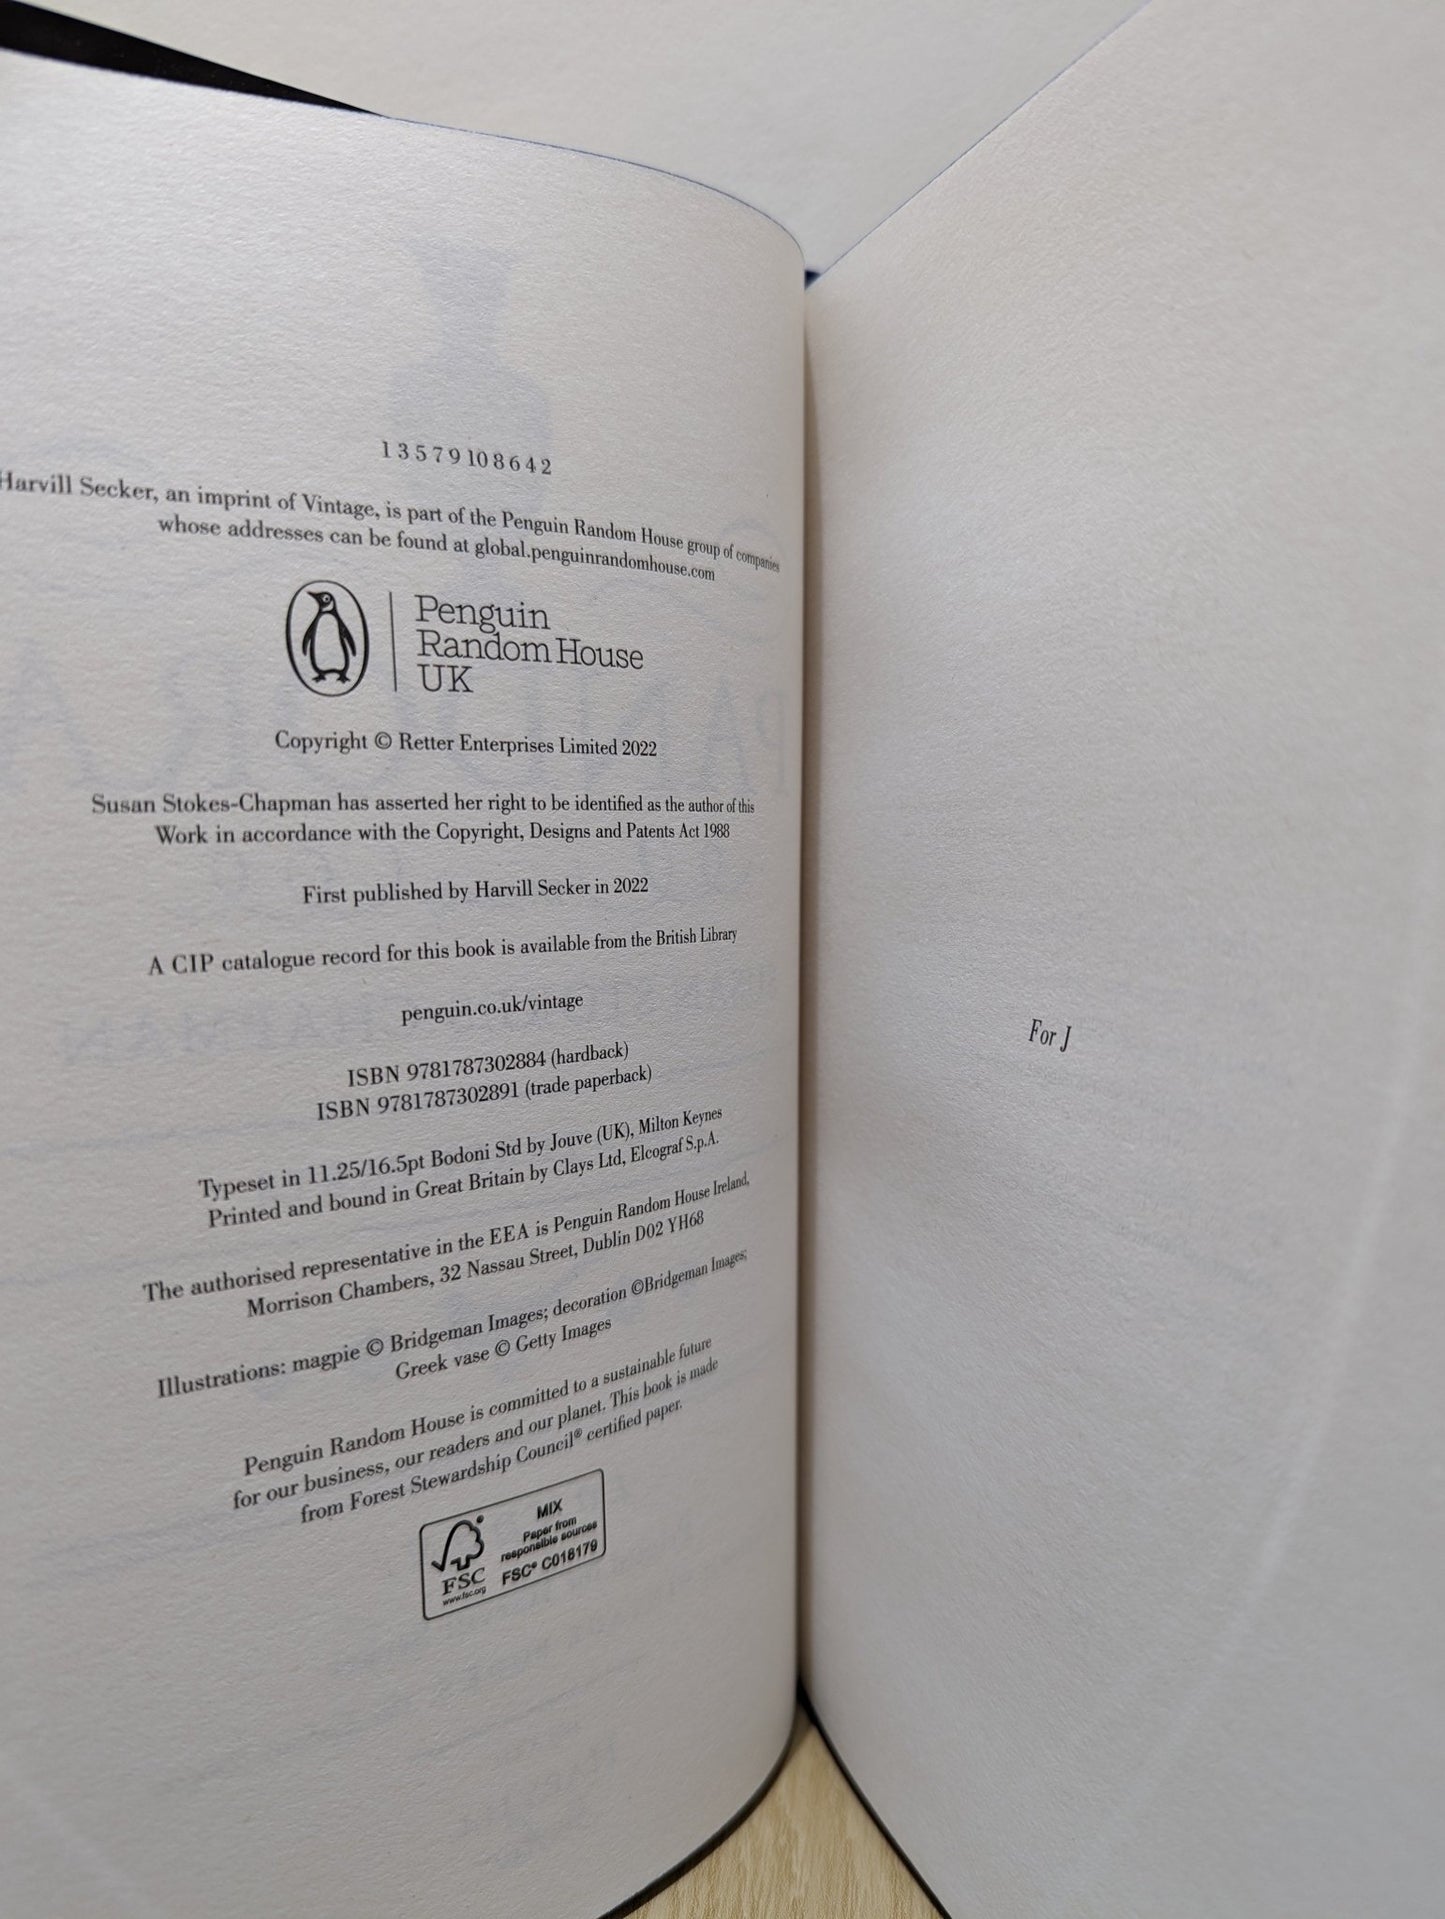 1 3 5 7 9 10 8 6 4 2
Harvill Secker, an imprint of Vintage, is part of the Penguin Random House group of companies
whose addresses can be found at global.penguinrandomhouse.com
Penguin
Random House
UK
Copyright © Retter Enterprises Limited 2022
Susan Stokes-Chapman has asserted her right to be identified as the author of this
Work in accordance with the Copyright, Designs and Patents Act 1988
First published by Harvill Secker in 2022
A CIP catalogue record for this book is available from the British Library
penguin.co.uk/vintage
ISBN 9781787302884 (hardback)
ISBN 9781787302891 (trade paperback)
Typeset in 11.25/16.5pt Bodoni Std by Jouve (UK), Milton Keynes
Printed and bound in Great Britain by Clays Ltd, Elcograf S.p.A.
The authorised representative in the EEA is Penguin Random House Ireland,
Morrison Chambers, 32 Nassau Street, Dublin D02 YH68
Illustrations: magpie © Bridgeman Images; decoration ©Bridgeman Images;
Greek vase © Getty Images
Penguin Random House is committed to a sustainable future
for our business, our readers and our planet. This book is made
from Forest Stewardship Council® certified paper.
MIX
Paper from
responsible sources
FSC® C018179
FSC
www.fsc.org
For J